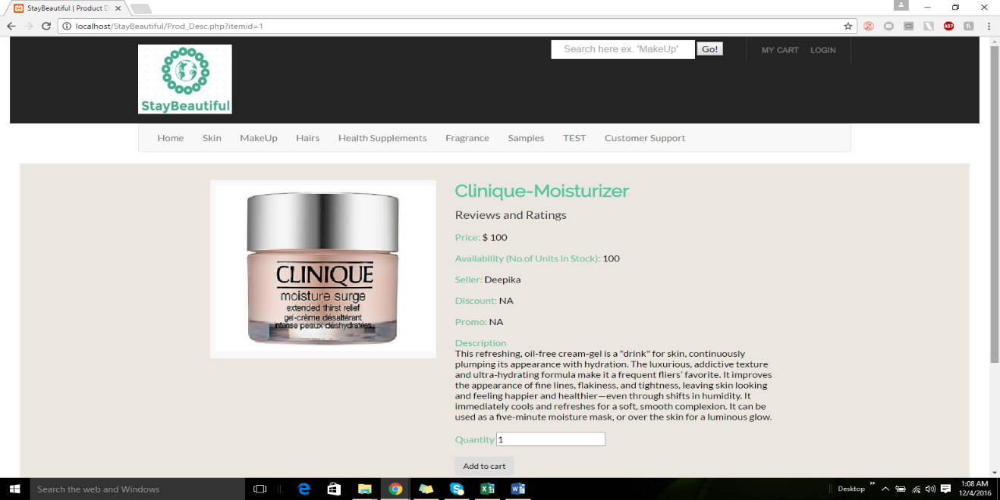 StayBeautiful | Product D
localhost/StayBeautiful/Prod_Desc.php?itemid=1
ABP
Search here ex. 'MakeUp'
Go!
MY CART
LOGIN
StayBeautiful
Home
Skin
MakeUp
Hairs
Health Supplements
Fragrance
Samples
TEST
Customer Support
CLINIQUE
moisture surge
extended thirst relief
gel-crème désaltérant
intense peaux déshydratées
Clinique-Moisturizer
Reviews and Ratings
Price: $ 100
Availability (No.of Units in Stock): 100
Seller: Deepika
Discount: NA
Promo: NA
Description
This refreshing, oil-free cream-gel is a "drink" for skin, continuously
plumping its appearance with hydration. The luxurious, addictive texture
and ultra-hydrating formula make it a frequent fliers’ favorite. It improves
the appearance of fine lines, flakiness, and tightness, leaving skin looking
and feeling happier and healthier—even through shifts in humidity. It
immediately cools and refreshes for a soft, smooth complexion. It can be
used as a five-minute moisture mask, or over the skin for a luminous glow.
Quantity 1
Add to cart
Search the web and Windows
Desktop
1:08 AM
12/4/2016